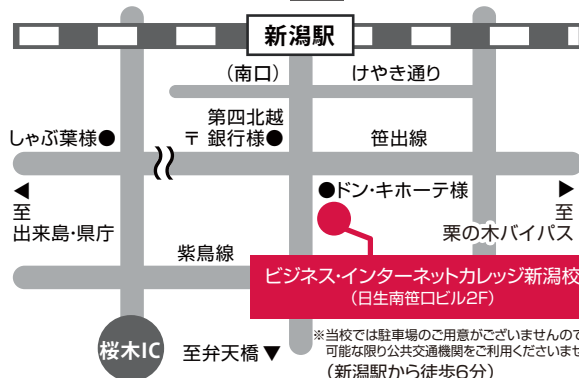 新潟駅
(南口)
けやき通り
第四北越
〒 銀行様●
しゃぶ葉様●
笹出線
●ドン・キホーテ様
◀
至
出来島・県庁
▶
至
栗の木バイパス
紫鳥線
ビジネス・インターネットカレッジ新潟校
(日生南笹口ビル2F)
桜木IC
至弁天橋▼
※当校では駐車場のご用意がございませんので
可能な限り公共交通機関をご利用くださいませ
(新潟駅から徒歩6分)